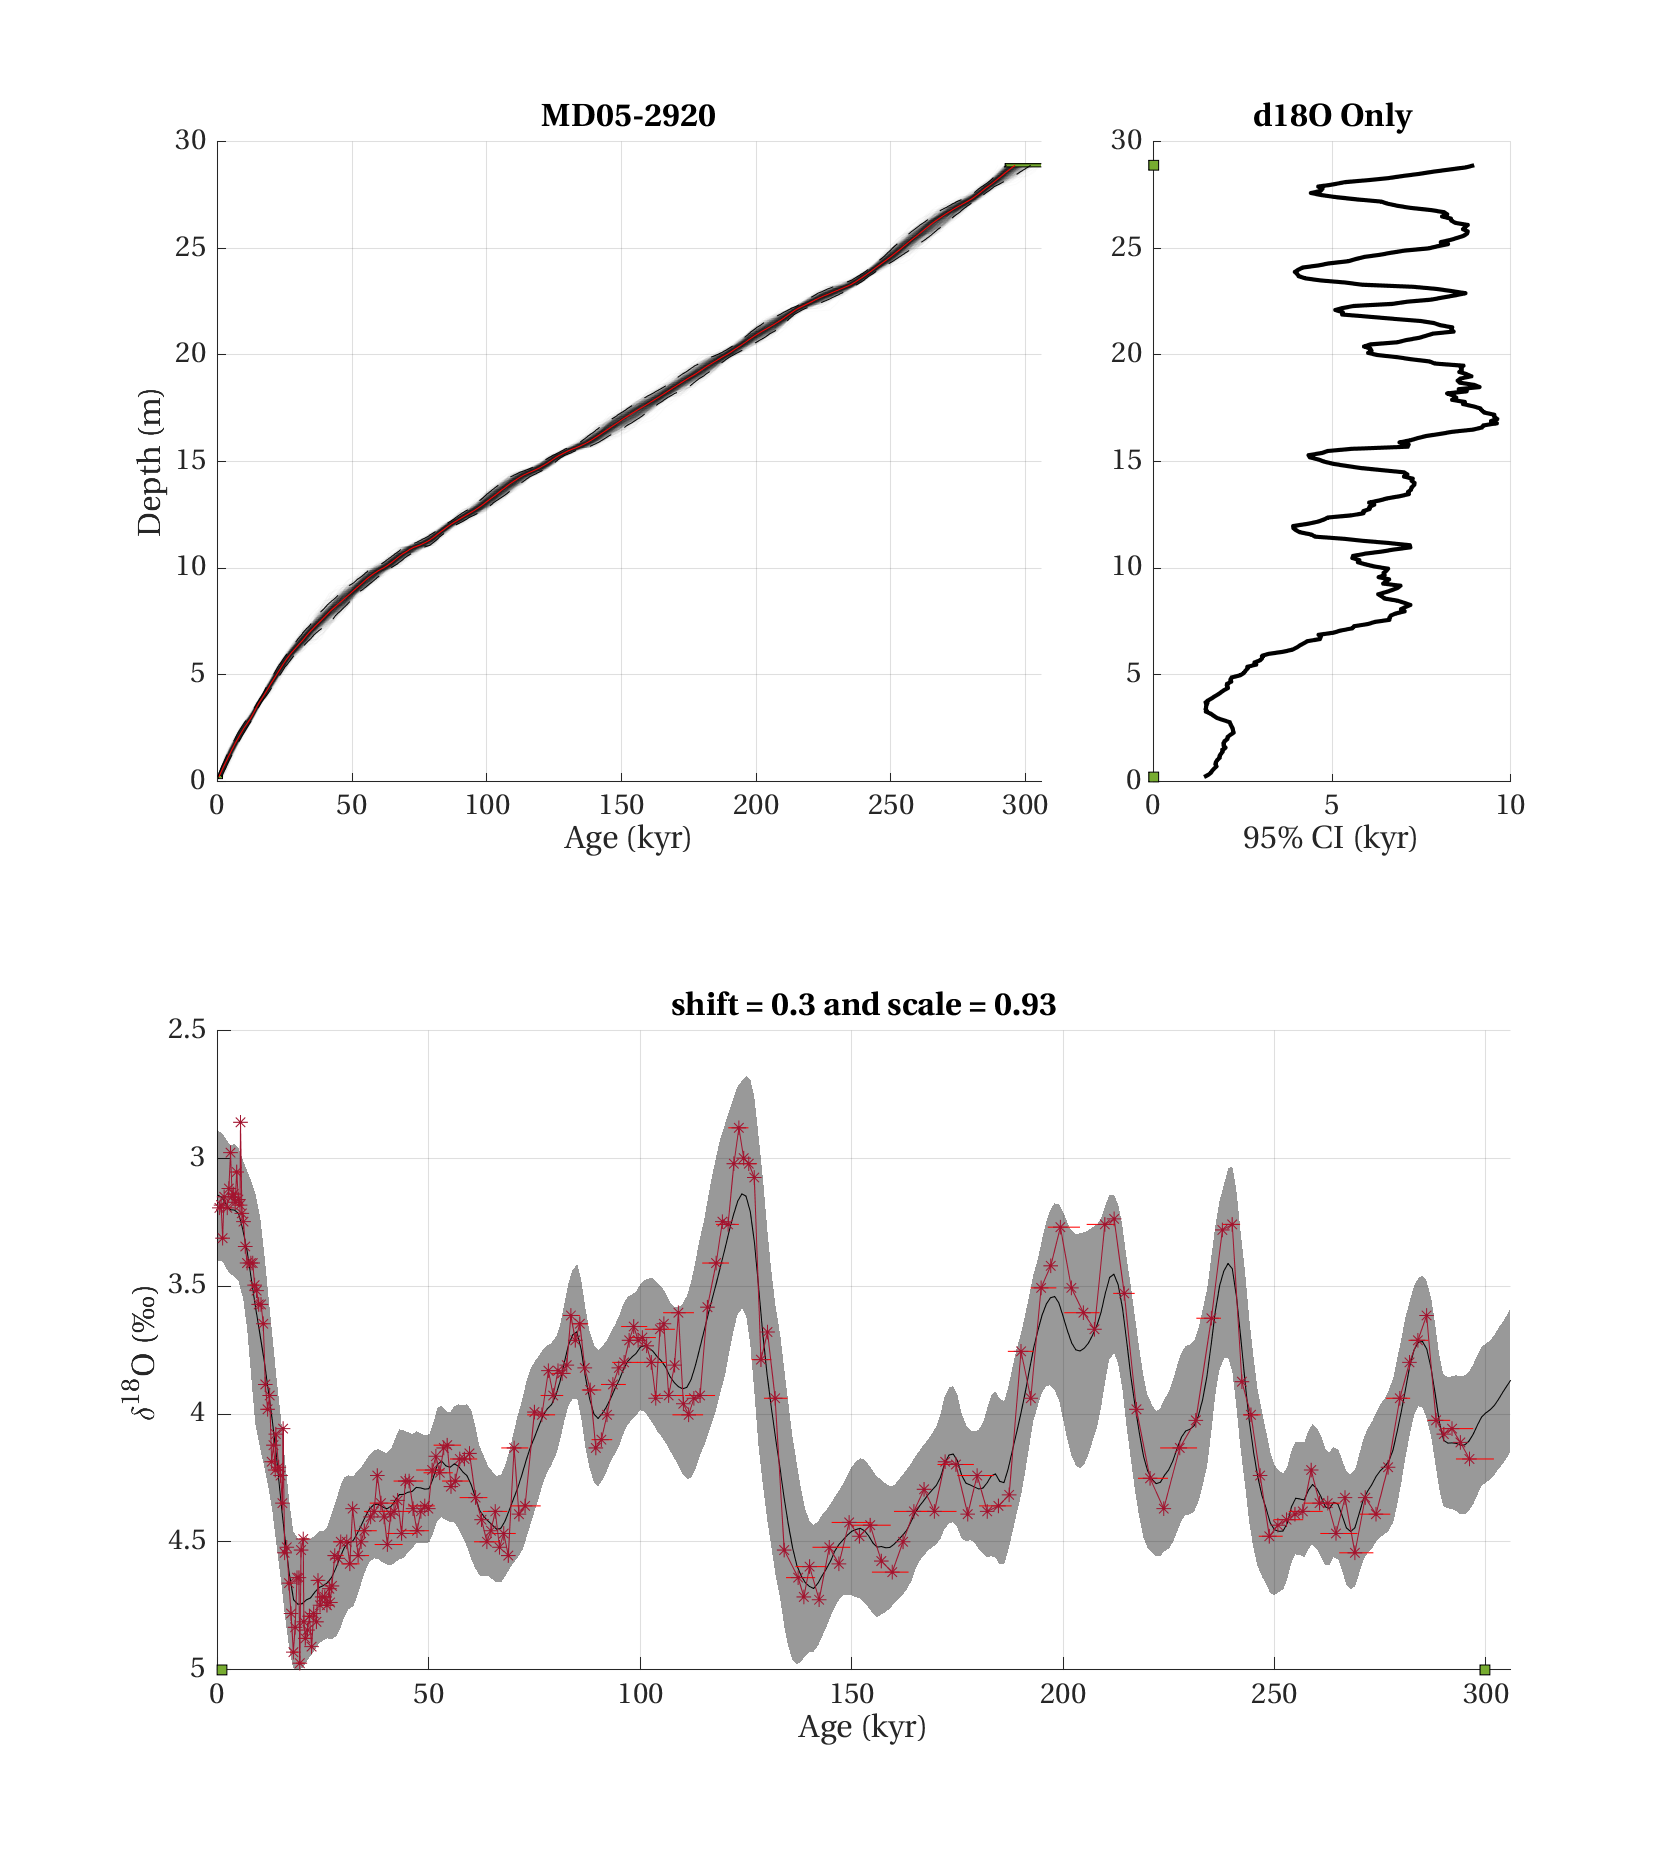 MD05-2920
30
25
20
15
10
5
0
Depth (m)
0 50 100 150 200 250 300
Age (kyr)
d18O Only
30
25
20
15
10
5
0
0 5 10
95% CI (kyr)
shift = 0.3 and scale = 0.93
2.5
3
3.5
4
4.5
5
δ¹⁸O (‰)
0 50 100 150 200 250 300
Age (kyr)